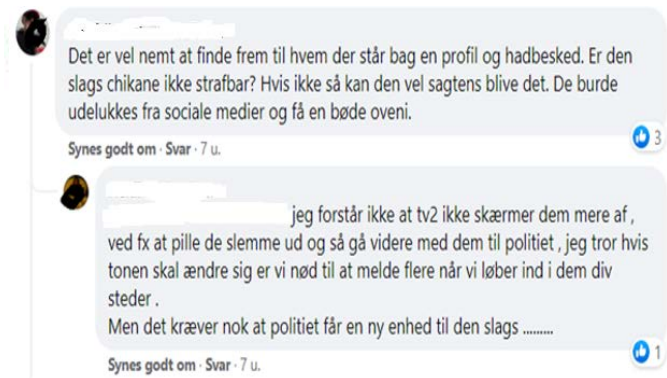 Det er vel nemt at finde frem til hvem der står bag en profil og hadbesked. Er den
slags chikane ikke strafbar? Hvis ikke så kan den vel sagtens blive det. De burde
udelukkes fra sociale medier og få en bøde oveni.
3
Synes godt om · Svar · 7 u.
jeg forstår ikke at tv2 ikke skærmer dem mere af ,
ved fx at pille de slemme ud og så gå videre med dem til politiet , jeg tror hvis
tonen skal ændre sig er vi nød til at melde flere når vi løber ind i dem div
steder .
Men det kræver nok at politiet får en ny enhed til den slags .........
1
Synes godt om · Svar · 7 u.